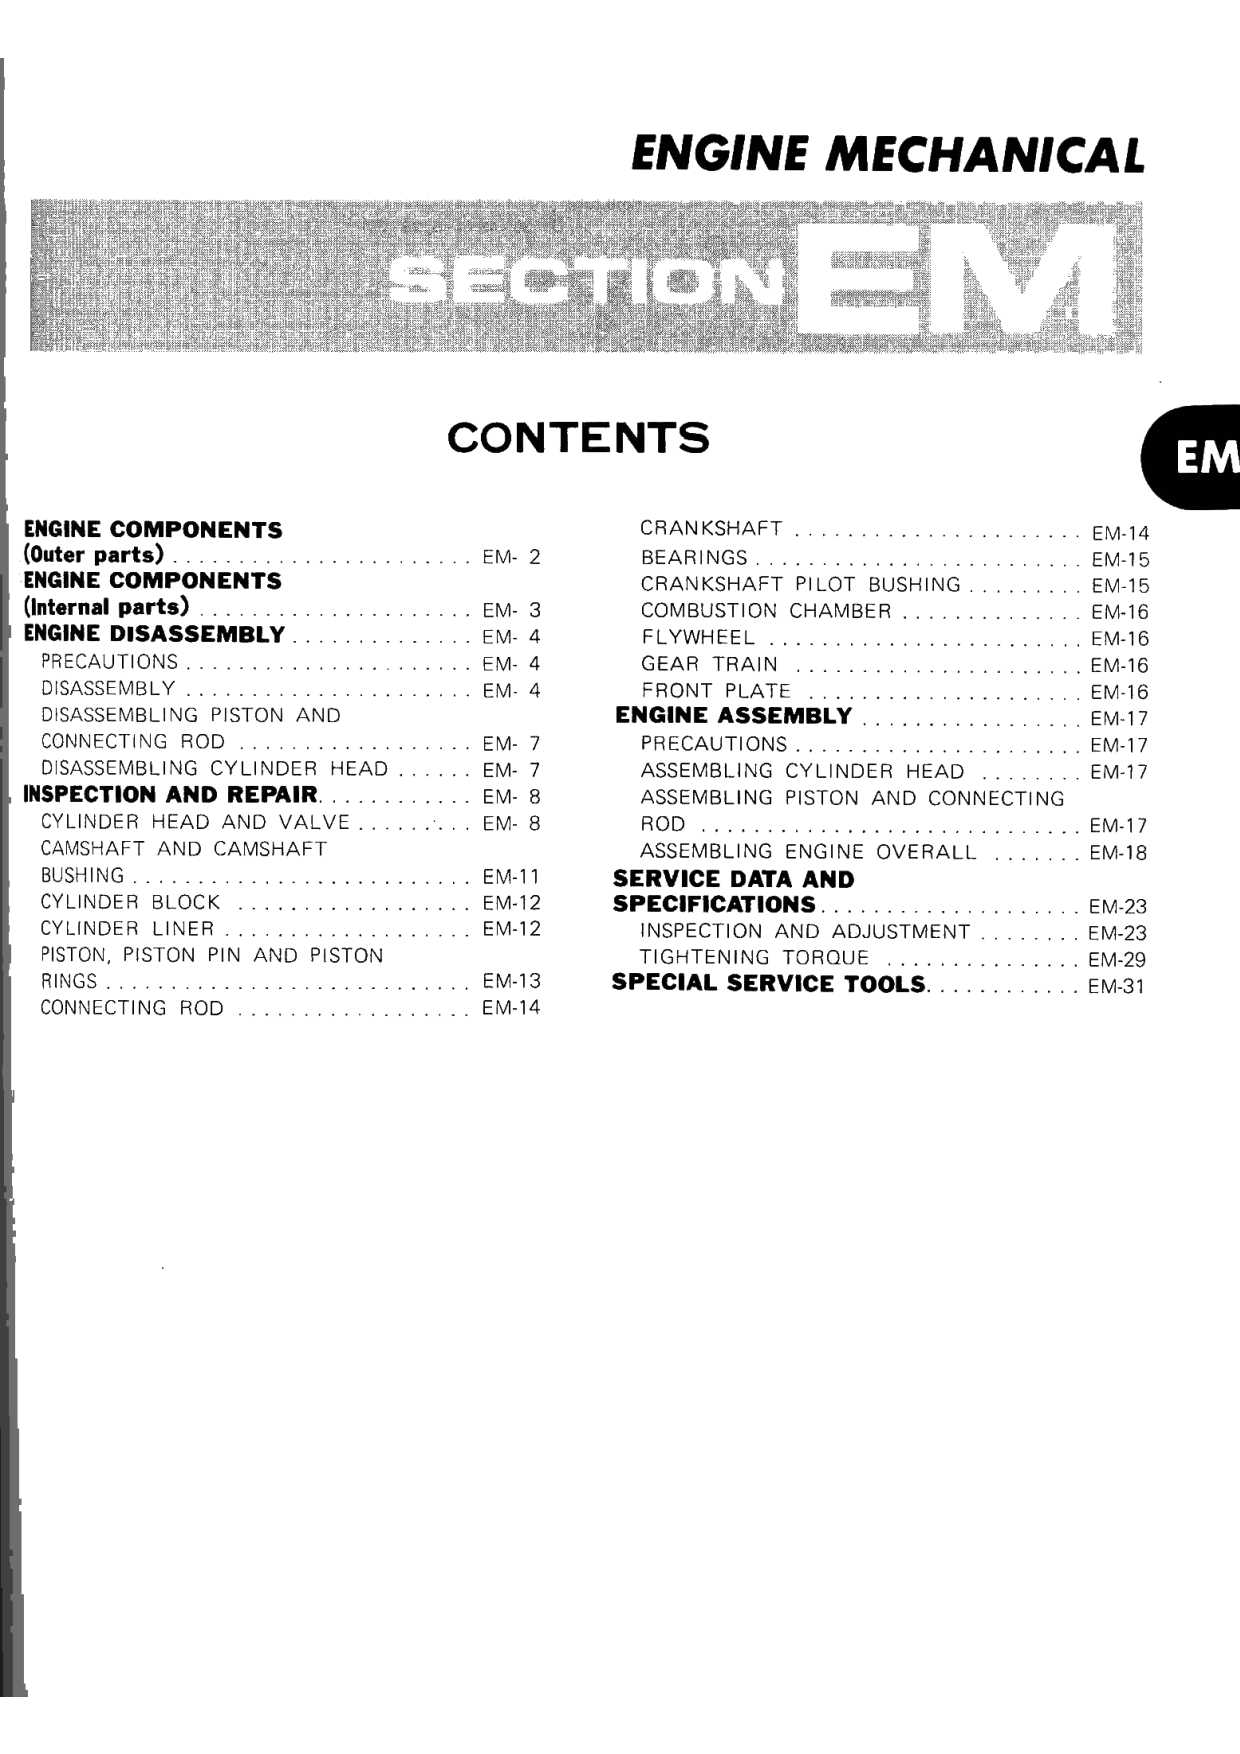 ENGINE MECHANICAL
SECTION EM
CONTENTS
EM
ENGINE COMPONENTS
(Outer parts) . . . . . . . . . . . . . . . . . . . . . . . EM- 2
ENGINE COMPONENTS
(Internal parts) . . . . . . . . . . . . . . . . . . . . . EM- 3
ENGINE DISASSEMBLY . . . . . . . . . . . . . . EM- 4
PRECAUTIONS . . . . . . . . . . . . . . . . . . . . . . EM- 4
DISASSEMBLY . . . . . . . . . . . . . . . . . . . . . . EM- 4
DISASSEMBLING PISTON AND
CONNECTING ROD . . . . . . . . . . . . . . . . . . EM- 7
DISASSEMBLING CYLINDER HEAD . . . . . . EM- 7
INSPECTION AND REPAIR. . . . . . . . . . . . EM- 8
CYLINDER HEAD AND VALVE . . . . . . . . . EM- 8
CAMSHAFT AND CAMSHAFT
BUSHING . . . . . . . . . . . . . . . . . . . . . . . . . . EM-11
CYLINDER BLOCK . . . . . . . . . . . . . . . . . . EM-12
CYLINDER LINER . . . . . . . . . . . . . . . . . . . EM-12
PISTON, PISTON PIN AND PISTON
RINGS . . . . . . . . . . . . . . . . . . . . . . . . . . . . EM-13
CONNECTING ROD . . . . . . . . . . . . . . . . . . EM-14
CRANKSHAFT . . . . . . . . . . . . . . . . . . . . . . EM-14
BEARINGS . . . . . . . . . . . . . . . . . . . . . . . . . EM-15
CRANKSHAFT PILOT BUSHING . . . . . . . . . EM-15
COMBUSTION CHAMBER . . . . . . . . . . . . . . EM-16
FLYWHEEL . . . . . . . . . . . . . . . . . . . . . . . . EM-16
GEAR TRAIN . . . . . . . . . . . . . . . . . . . . . . EM-16
FRONT PLATE . . . . . . . . . . . . . . . . . . . . . EM-16
ENGINE ASSEMBLY . . . . . . . . . . . . . . . . . EM-17
PRECAUTIONS . . . . . . . . . . . . . . . . . . . . . . EM-17
ASSEMBLING CYLINDER HEAD . . . . . . . . EM-17
ASSEMBLING PISTON AND CONNECTING
ROD . . . . . . . . . . . . . . . . . . . . . . . . . . . . . EM-17
ASSEMBLING ENGINE OVERALL . . . . . . . EM-18
SERVICE DATA AND
SPECIFICATIONS . . . . . . . . . . . . . . . . . . . . EM-23
INSPECTION AND ADJUSTMENT . . . . . . . . EM-23
TIGHTENING TORQUE . . . . . . . . . . . . . . . EM-29
SPECIAL SERVICE TOOLS. . . . . . . . . . . . EM-31